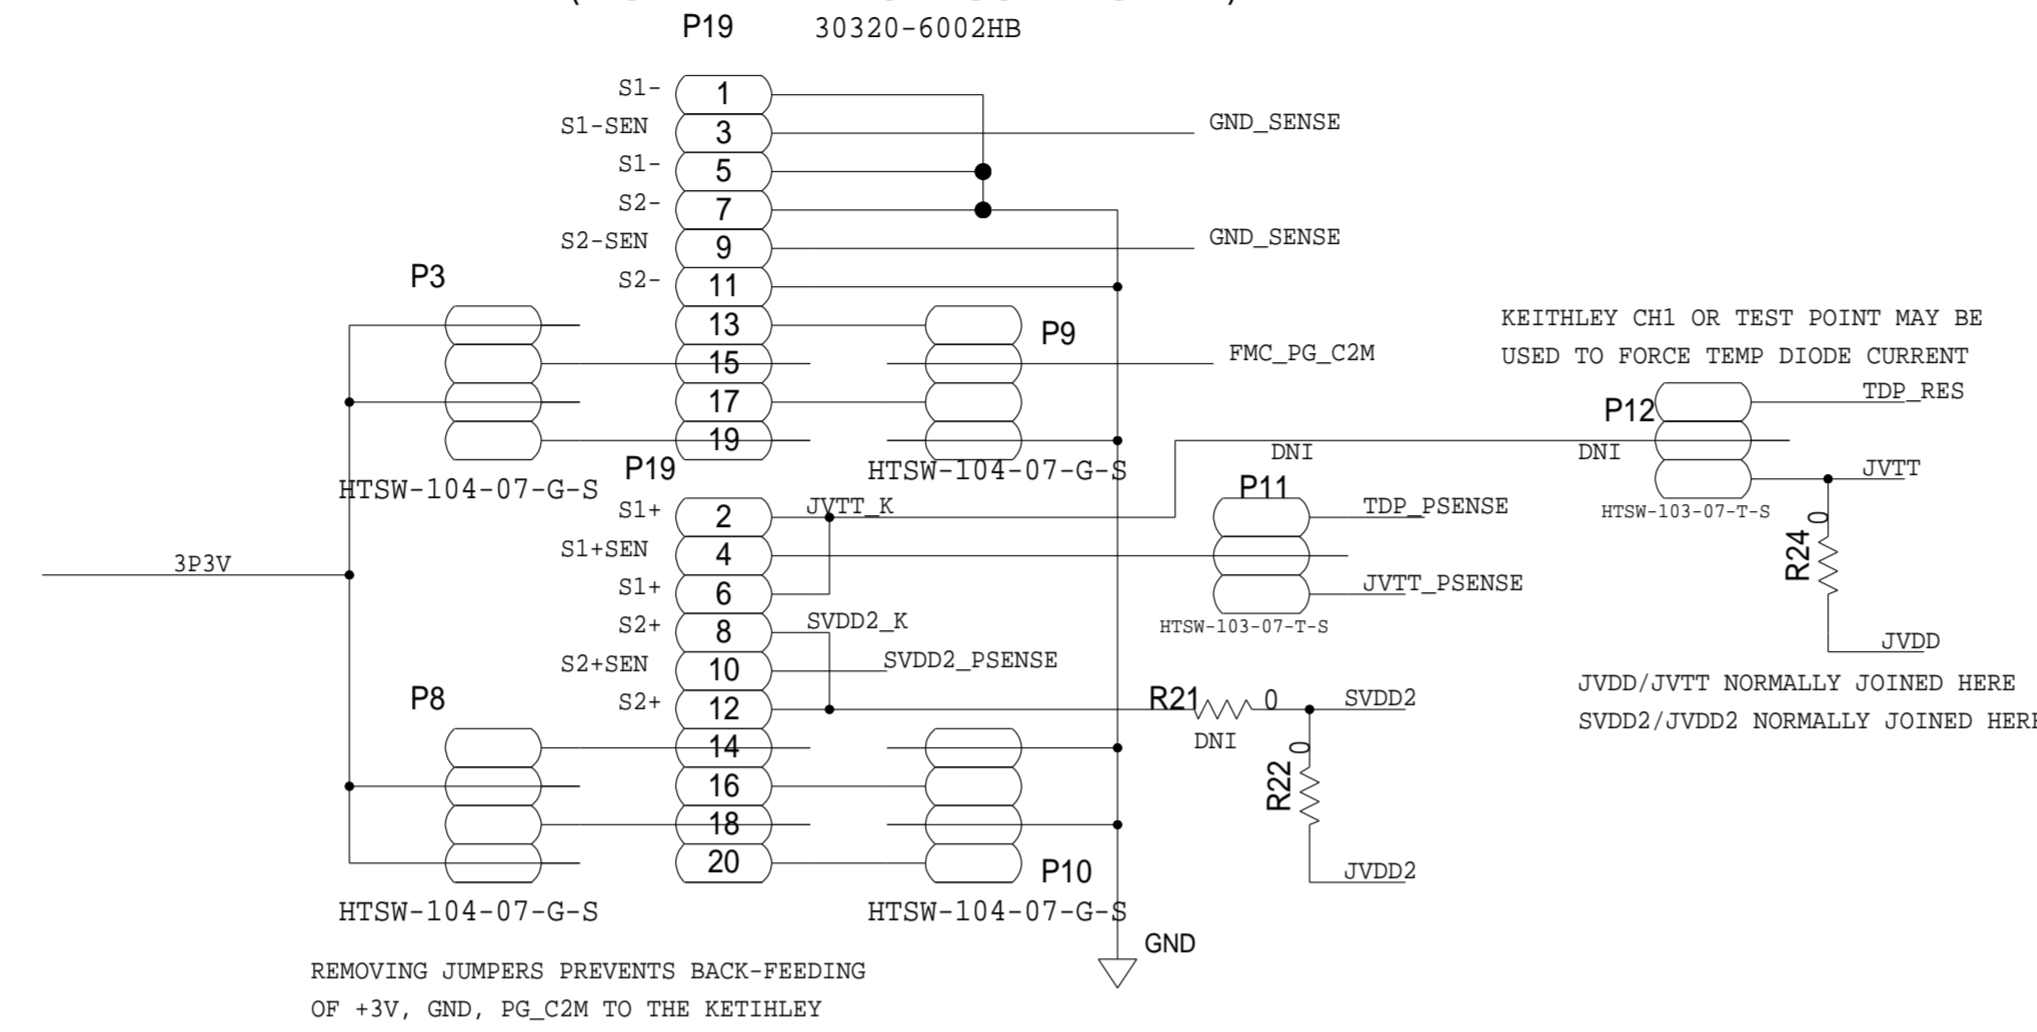 P19 30320-6002HB
S1- 1
S1-SEN 3 GND_SENSE
S1- 5
S2- 7
S2-SEN 9 GND_SENSE
S2- 11
P3
13 P9
KEITHLEY CH1 OR TEST POINT MAY BE
15 FMC_PG_C2M
USED TO FORCE TEMP DIODE CURRENT
17
P12 TDP_RES
19
DNI DNI
HTSW-104-07-G-S P19 HTSW-104-07-G-S
JVTT
S1+ 2 JVTT_K P11 TDP_PSENSE
HTSW-103-07-T-S
0
S1+SEN 4
R24
3P3V
S1+ 6 JVTT_PSENSE
S2+ 8 SVDD2_K HTSW-103-07-T-S
JVDD
S2+SEN 10 SVDD2_PSENSE
JVDD/JVTT NORMALLY JOINED HERE
P8
S2+ 12 R21 0 SVDD2
SVDD2/JVDD2 NORMALLY JOINED HERE
DNI
14 0
16 R22
18
20 P10 JVDD2
HTSW-104-07-G-S HTSW-104-07-G-S
GND
REMOVING JUMPERS PREVENTS BACK-FEEDING
OF +3V, GND, PG_C2M TO THE KETIHLEY